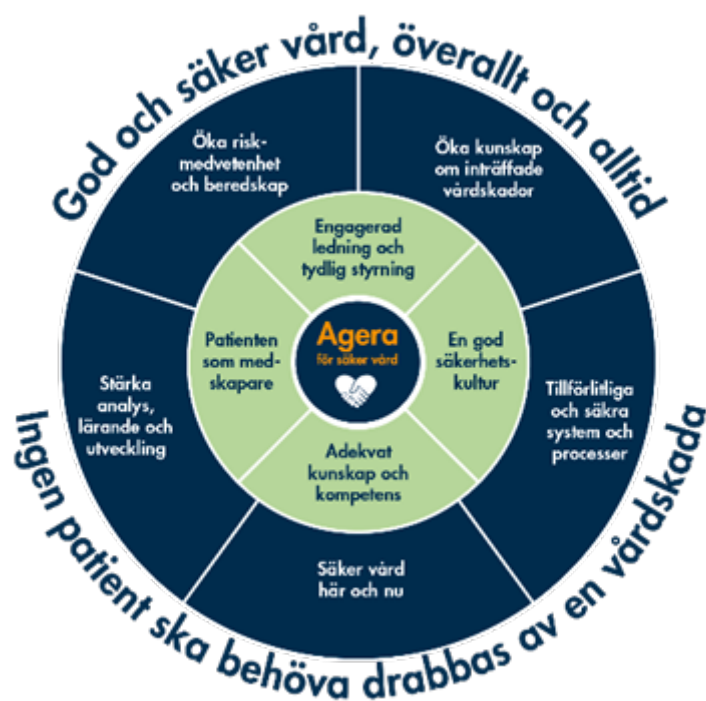 God och säker vård, överallt och alltid
Öka risk-
medvetenhet
och beredskap
Öka kunskap
om inträffade
vårdskador
Engagerad
ledning och
tydlig styrning
Patienten
som med-
skapare
Agera
för säker vård
En god
säkerhets-
kultur
Stärka
analys,
lärande och
utveckling
Tillförlitliga
och säkra
system och
processer
Adekvat
kunskap och
kompetens
Säker vård
här och nu
Ingen patient ska behöva drabbas av en vårdskada